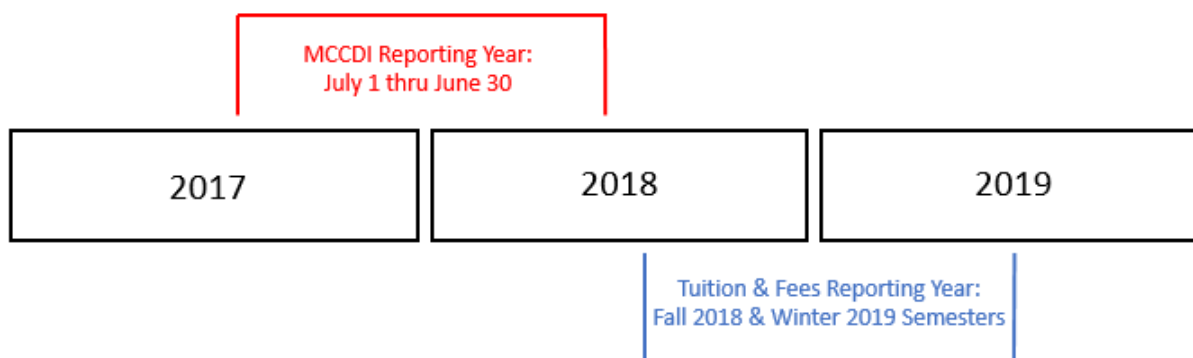 MCCDI Reporting Year:
July 1 thru June 30
2017
2018
2019
Tuition & Fees Reporting Year:
Fall 2018 & Winter 2019 Semesters